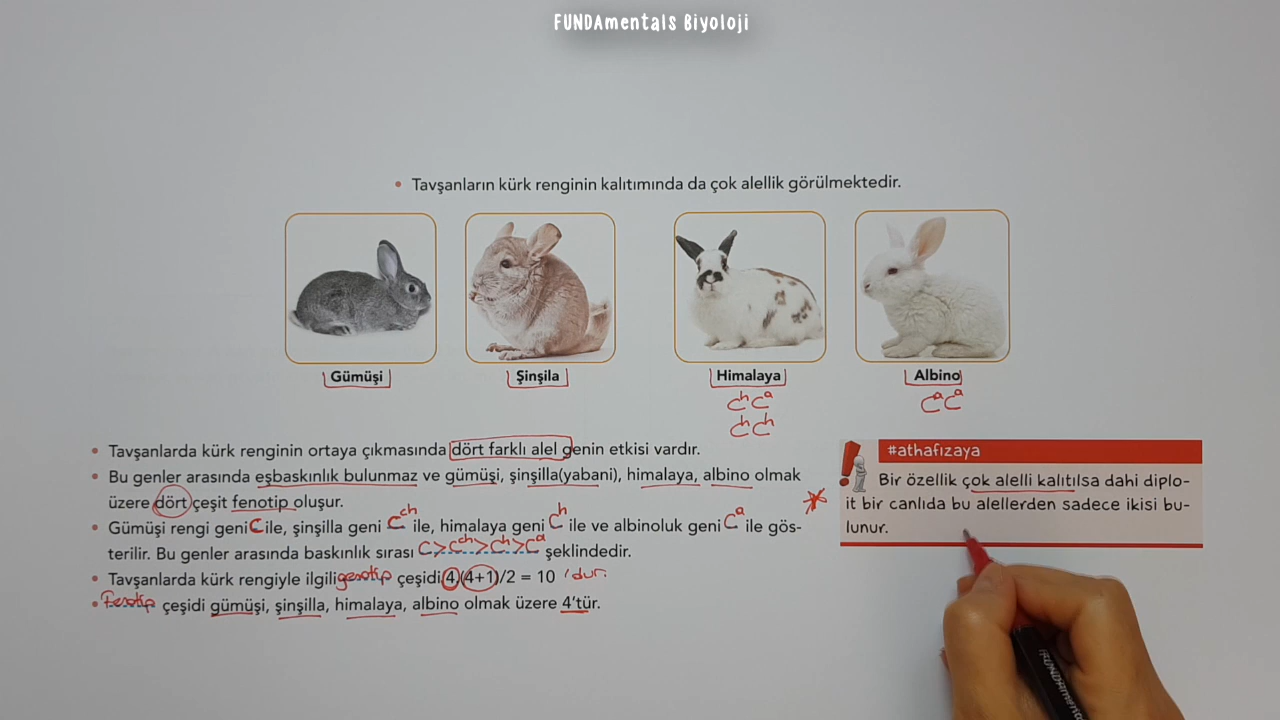 FUNDAmentals Biyoloji
• Tavşanların kürk renginin kalıtımında da çok alellik görülmektedir.
Gümüşi
Şinşila
Himalaya
Albino
CʰCᵃ
CʰCʰ
CᵃCᵃ
• Tavşanlarda kürk renginin ortaya çıkmasında dört farklı alel genin etkisi vardır.
• Bu genler arasında eşbaskınlık bulunmaz ve gümüşi, şinşilla(yabani), himalaya, albino olmak
üzere dört çeşit fenotip oluşur.
• Gümüşi rengi geni C ile, şinşilla geni Cᶜʰ ile, himalaya geni Cʰ ile ve albinoluk geni Cᵃ ile gös-
terilir. Bu genler arasında baskınlık sırası C>Cᶜʰ>Cʰ>Cᵃ şeklindedir.
• Tavşanlarda kürk rengiyle ilgili genotip çeşidi 4.(4+1)/2 = 10 'dur.
• Fenotip çeşidi gümüşi, şinşilla, himalaya, albino olmak üzere 4'tür.
#athafızaya
Bir özellik çok alelli kalıtılsa dahi diplo-
it bir canlıda bu alellerden sadece ikisi bu-
lunur.
FUNDAmenta